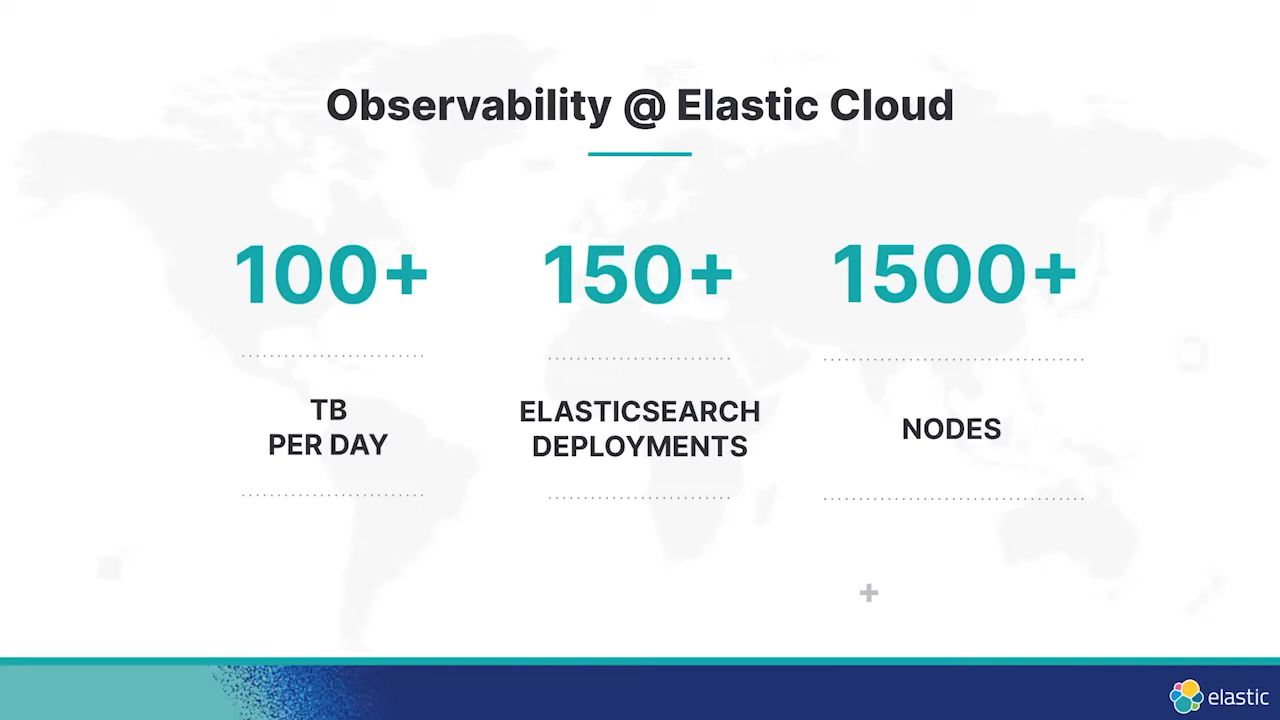 Observability @ Elastic Cloud
100+
150+
1500+
TB
PER DAY
ELASTICSEARCH
DEPLOYMENTS
NODES
elastic